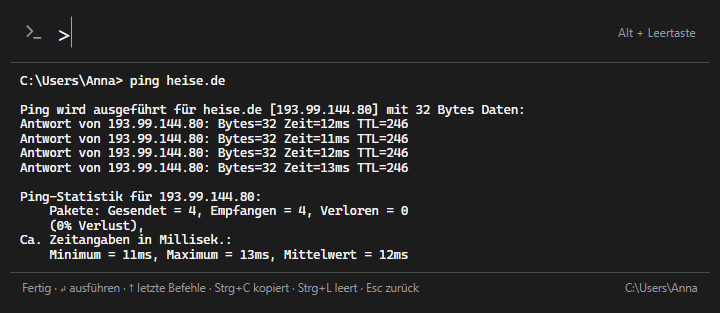 >_ >
Alt + Leertaste
C:\Users\Anna> ping heise.de

Ping wird ausgeführt für heise.de [193.99.144.80] mit 32 Bytes Daten:
Antwort von 193.99.144.80: Bytes=32 Zeit=12ms TTL=246
Antwort von 193.99.144.80: Bytes=32 Zeit=11ms TTL=246
Antwort von 193.99.144.80: Bytes=32 Zeit=12ms TTL=246
Antwort von 193.99.144.80: Bytes=32 Zeit=13ms TTL=246

Ping-Statistik für 193.99.144.80:
    Pakete: Gesendet = 4, Empfangen = 4, Verloren = 0
    (0% Verlust),
Ca. Zeitangaben in Millisek.:
    Minimum = 11ms, Maximum = 13ms, Mittelwert = 12ms
Fertig · ↲ ausführen · ↑ letzte Befehle · Strg+C kopiert · Strg+L leert · Esc zurück
C:\Users\Anna